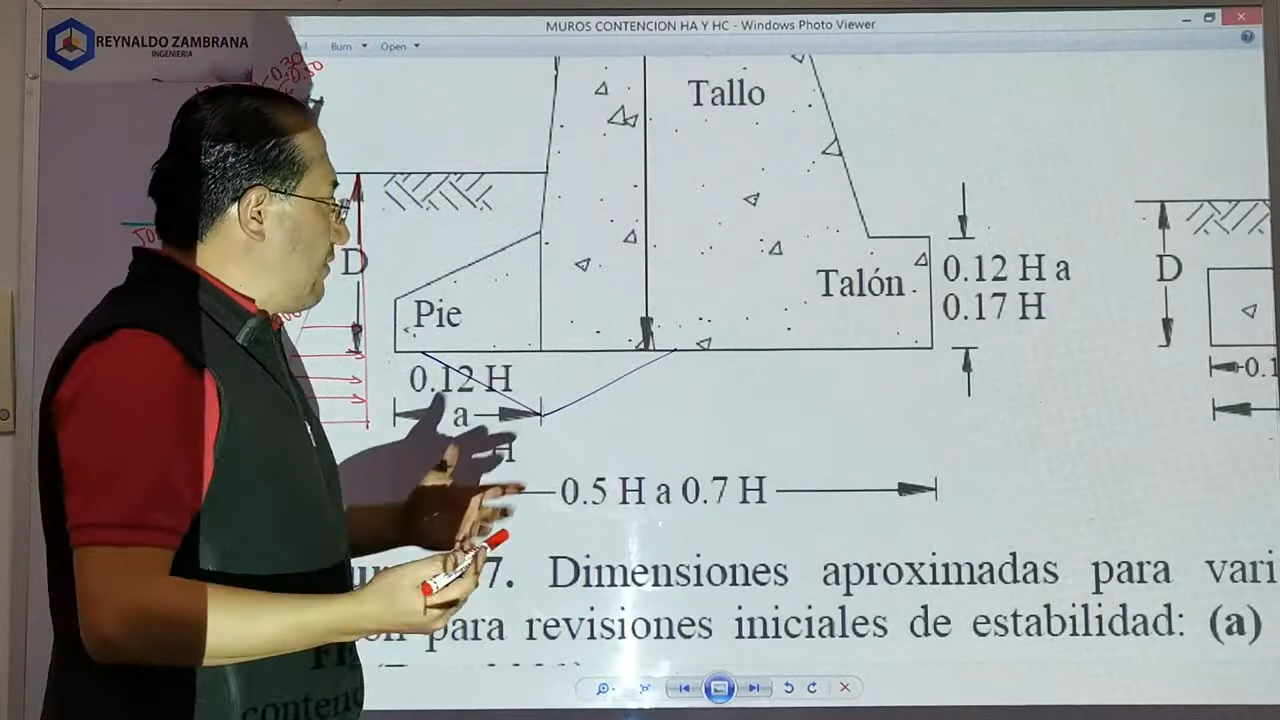 MUROS CONTENCION HA Y HC - Windows Photo Viewer
REYNALDO ZAMBRANA
INGENIERIA
Burn
Open
Tallo
D
Pie
Talón
0.12 H a
0.17 H
D
0.12 H
a
H
0.5 H a 0.7 H
7. Dimensiones aproximadas para vari
para revisiones iniciales de estabilidad: (a)
conten